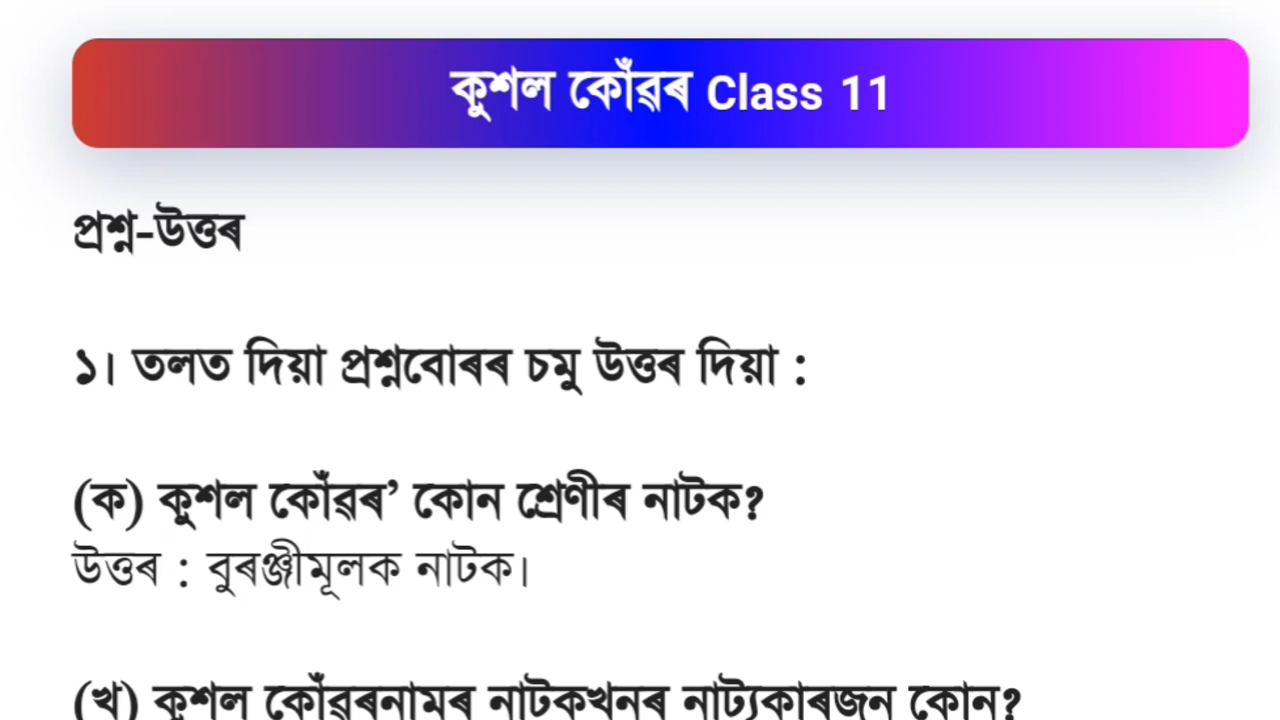 কুশল কোঁৱৰ Class 11
প্ৰশ্ন-উত্তৰ
১। তলত দিয়া প্ৰশ্নবোৰৰ চমু উত্তৰ দিয়া :
(ক) কুশল কোঁৱৰ’ কোন শ্ৰেণীৰ নাটক?
উত্তৰ : বুৰঞ্জীমূলক নাটক।
(খ) কুশল কোঁৱৰনামৰ নাটকখনৰ নাট্যকাৰজন কোন?